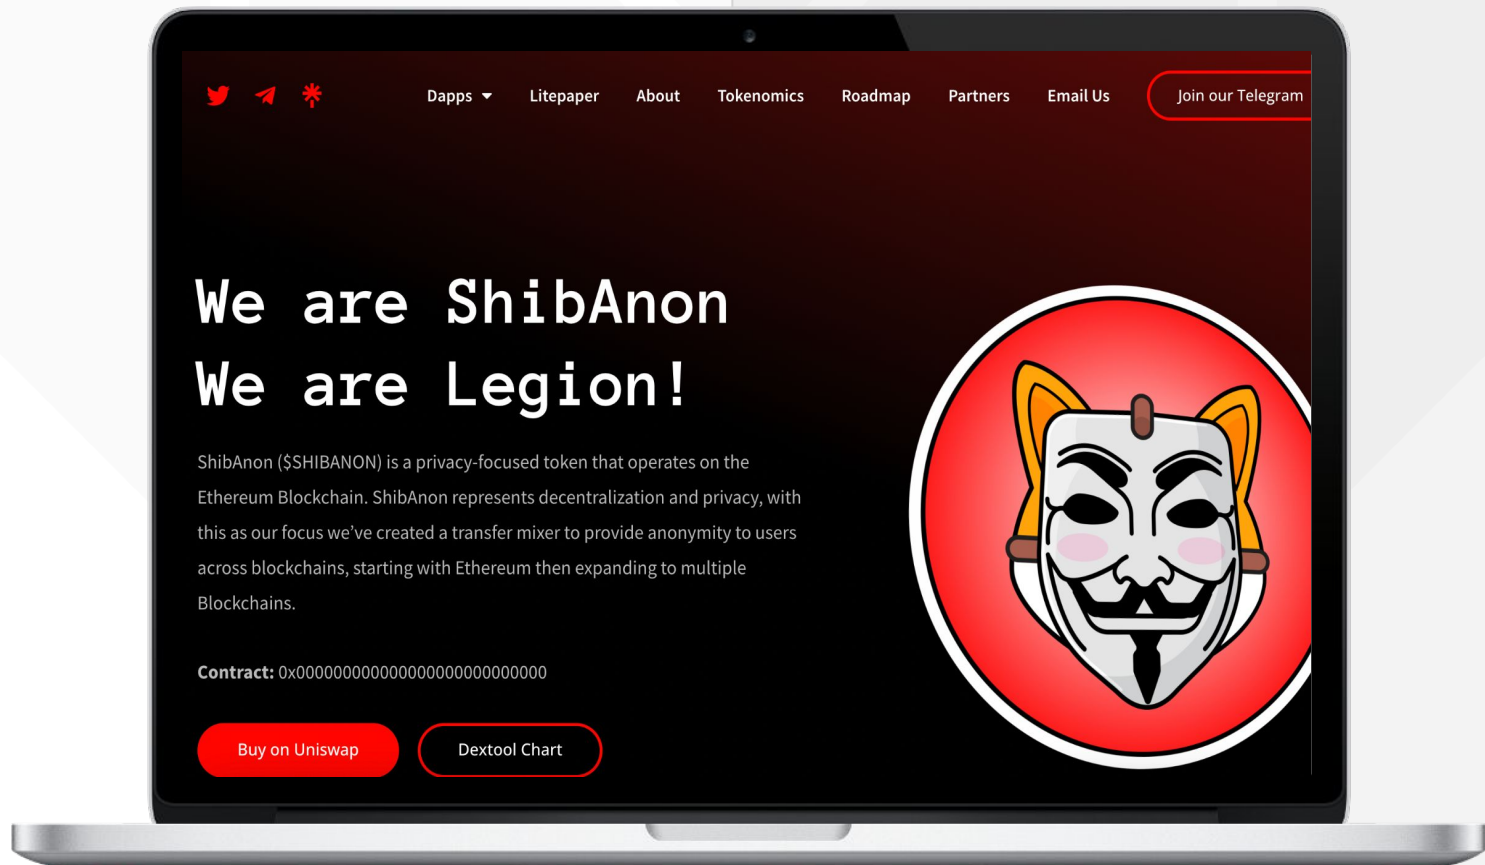 Dapps Litepaper About Tokenomics Roadmap Partners Email Us Join our Telegram
We are ShibAnon
We are Legion!
ShibAnon ($SHIBANON) is a privacy-focused token that operates on the
Ethereum Blockchain. ShibAnon represents decentralization and privacy, with
this as our focus we’ve created a transfer mixer to provide anonymity to users
across blockchains, starting with Ethereum then expanding to multiple
Blockchains.
Contract: 0x00000000000000000000000000000
Buy on Uniswap Dextool Chart